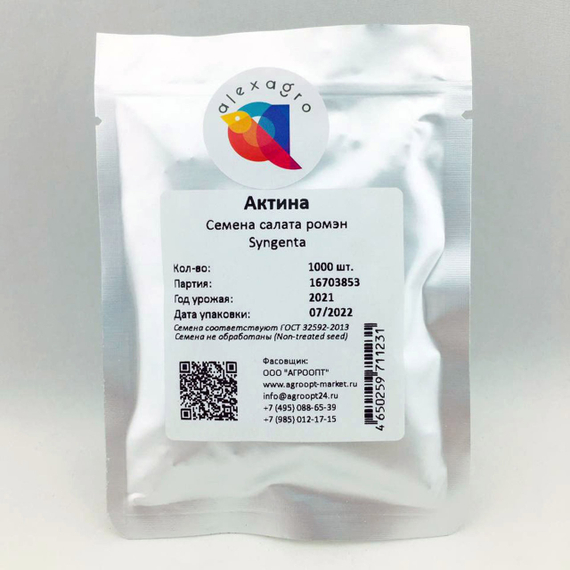 alexagro
Актина
Семена салата ромэн
Syngenta
Кол-во: 1000 шт.
Партия: 16703853
Год урожая: 2021
Дата упаковки: 07/2022
Семена соответствуют ГОСТ 32592-2013
Семена не обработаны (Non-treated seed)
Фасовщик:
ООО "АГРООПТ"
www.agroopt-market.ru
info@agroopt24.ru
+7 (495) 088-65-39
+7 (985) 012-17-15
4 650259 711231